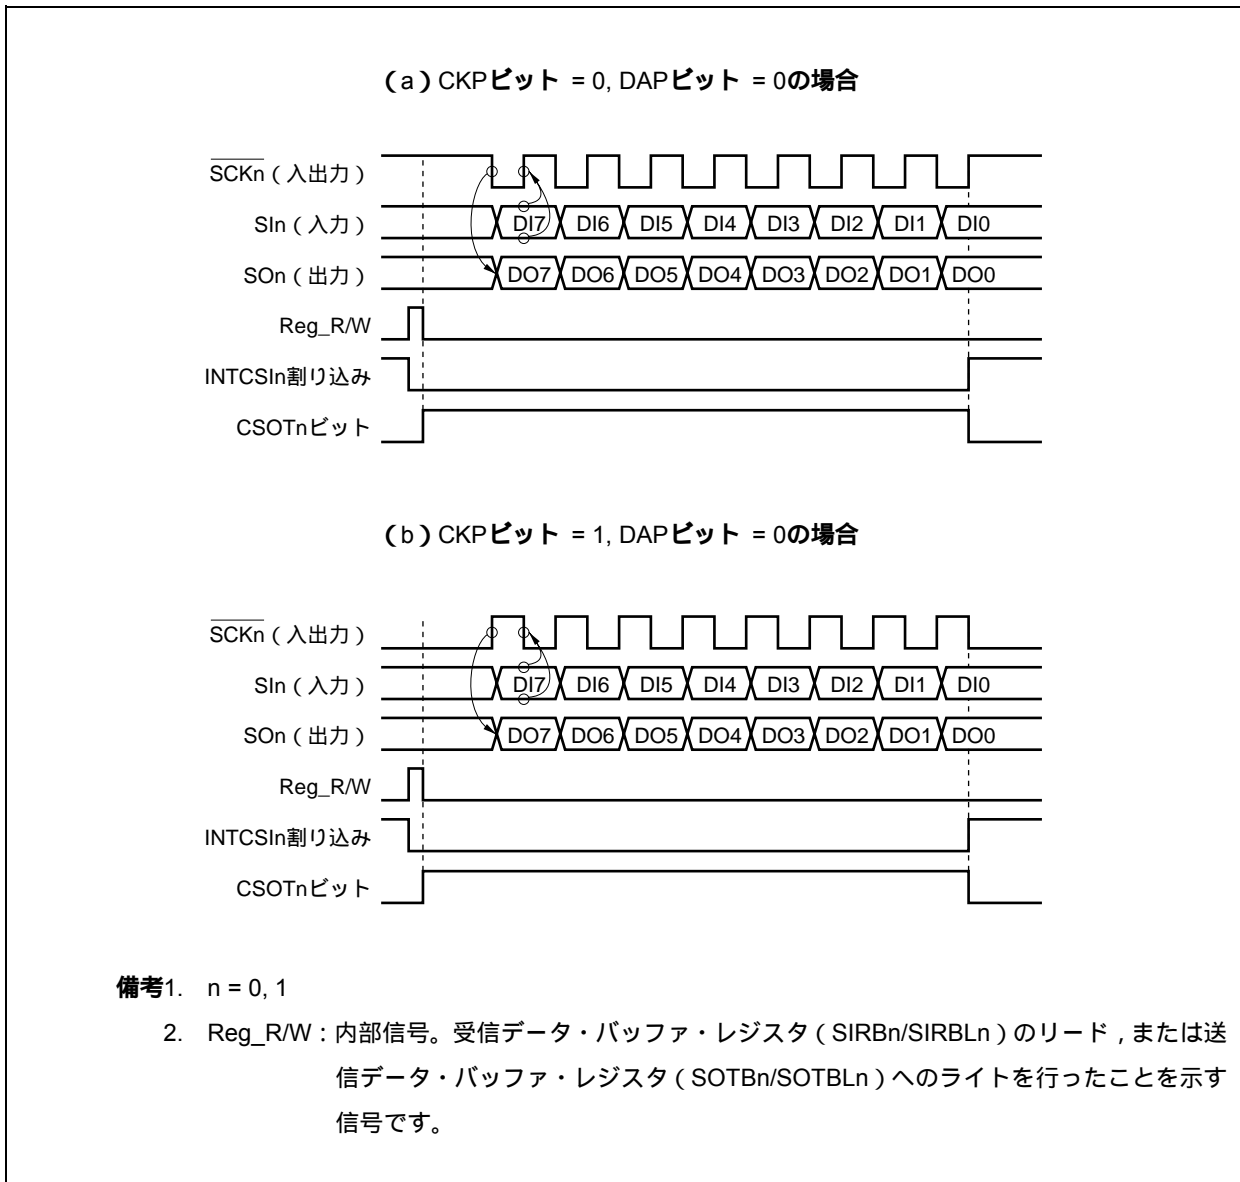 (a)CKPビット = 0, DAPビット = 0の場合
SCKn(入出力)
SIn(入力)
DI7 DI6 DI5 DI4 DI3 DI2 DI1 DI0
SOn(出力)
DO7 DO6 DO5 DO4 DO3 DO2 DO1 DO0
Reg_R/W
INTCSIn割り込み
CSOTnビット
(b)CKPビット = 1, DAPビット = 0の場合
SCKn(入出力)
SIn(入力)
DI7 DI6 DI5 DI4 DI3 DI2 DI1 DI0
SOn(出力)
DO7 DO6 DO5 DO4 DO3 DO2 DO1 DO0
Reg_R/W
INTCSIn割り込み
CSOTnビット
備考1. n = 0, 1
2. Reg_R/W:内部信号。受信データ・バッファ・レジスタ(SIRBn/SIRBLn)のリード,または送
信データ・バッファ・レジスタ(SOTBn/SOTBLn)へのライトを行ったことを示す
信号です。